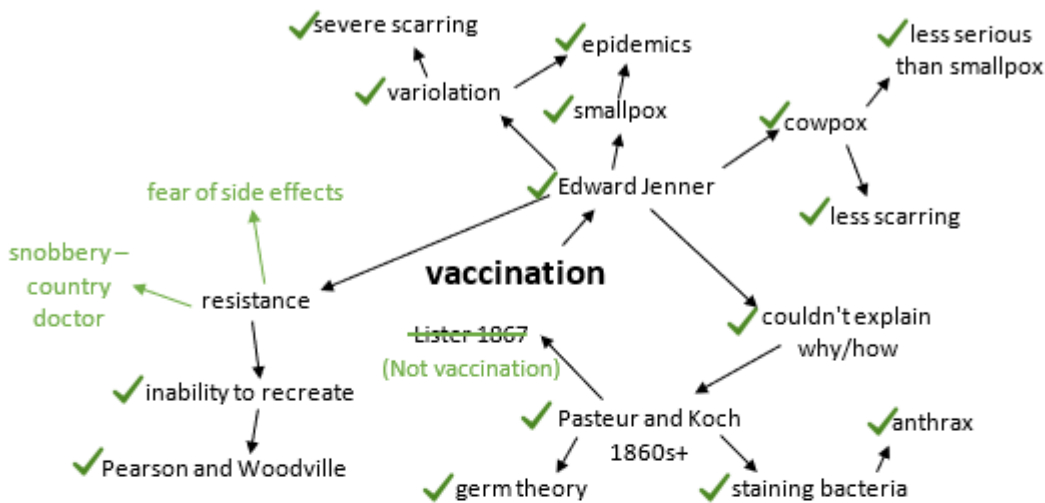 severe scarring
epidemics
less serious
than smallpox
variolation
smallpox
cowpox
fear of side effects
Edward Jenner
less scarring
snobbery –
country
doctor
vaccination
resistance
couldn't explain
why/how
Lister 1867
(Not vaccination)
inability to recreate
Pasteur and Koch
1860s+
anthrax
Pearson and Woodville
germ theory
staining bacteria